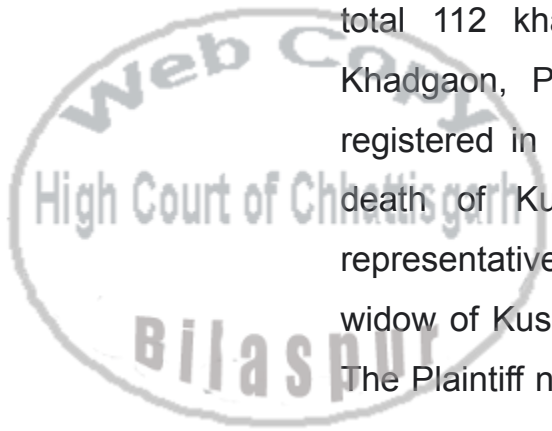 total 112 kha
Khadgaon, P
registered in
death of Ku
representative
widow of Kus
The Plaintiff n
Web Copy
High Court of Chhattisgarh
Bilaspur